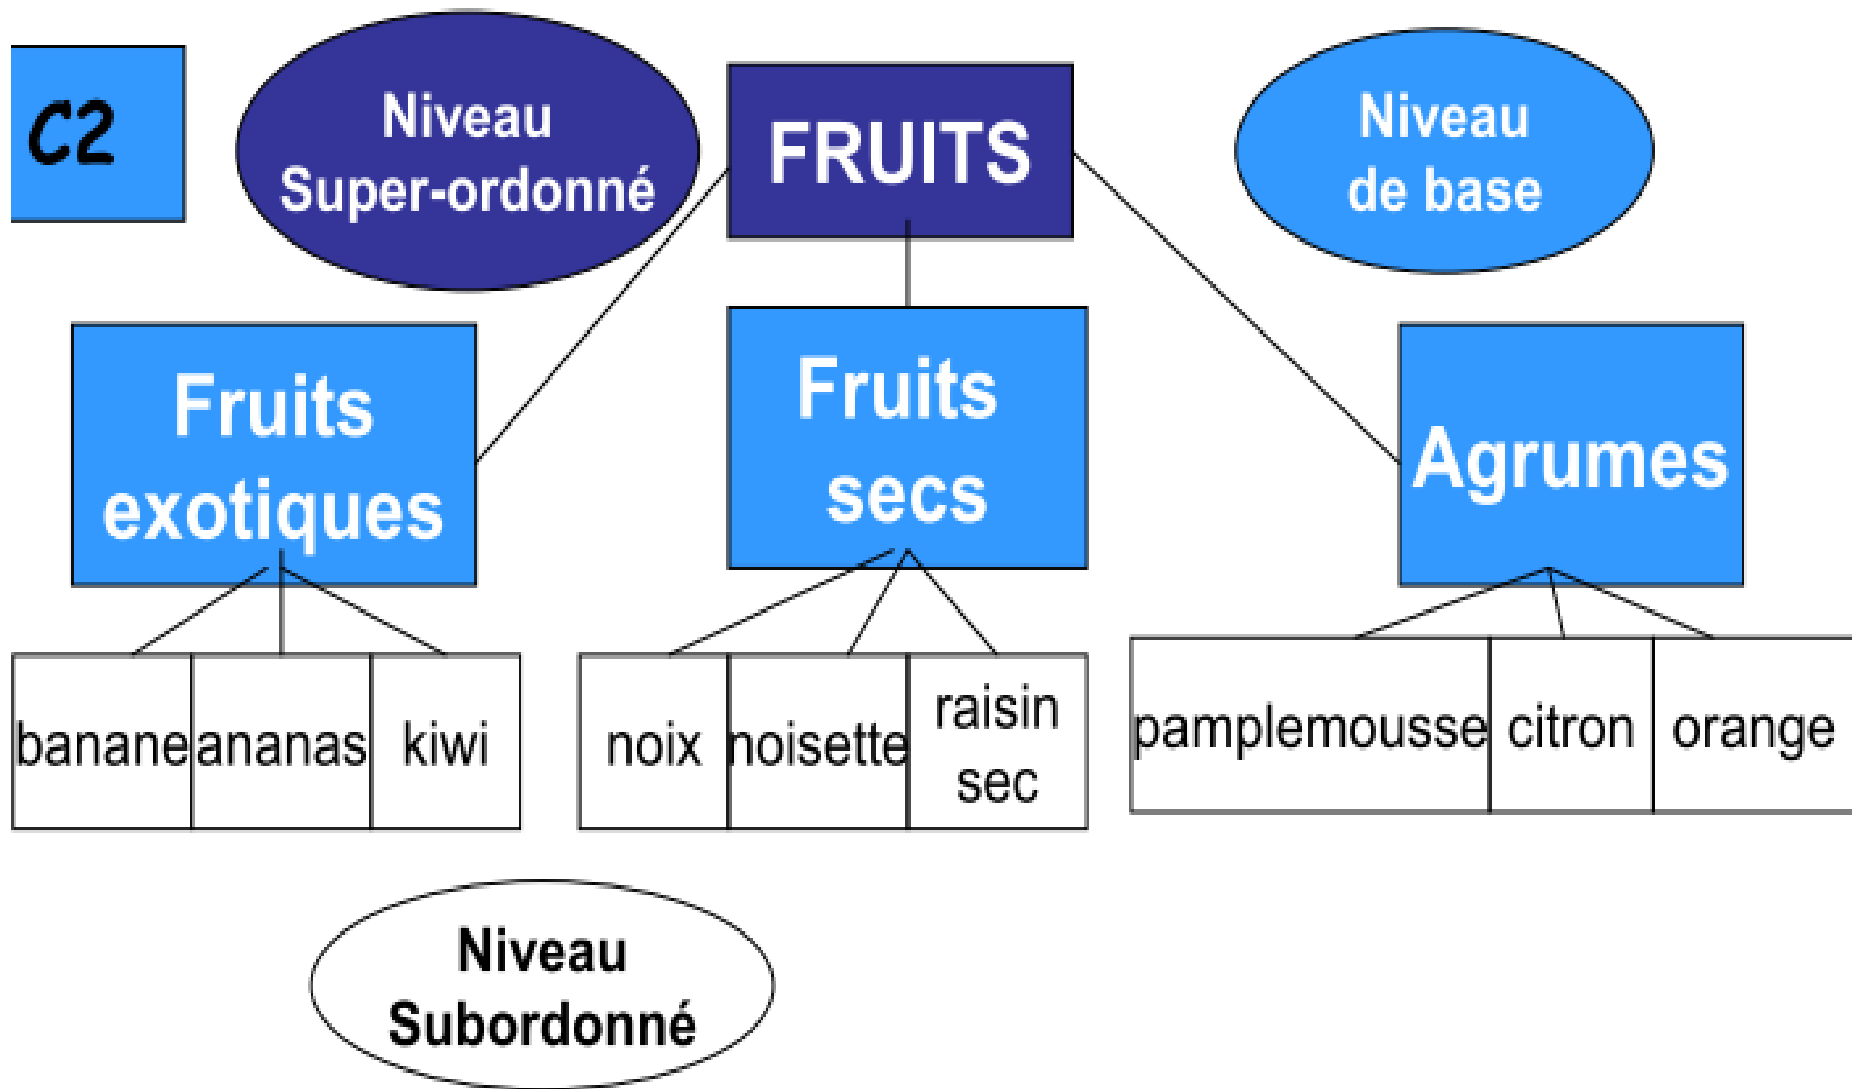 C2
Niveau
Super-ordonné
FRUITS
Niveau
de base
Fruits
exotiques
Fruits
secs
Agrumes
banane ananas kiwi
noix noisette raisin
sec
pamplemousse citron orange
Niveau
Subordonné